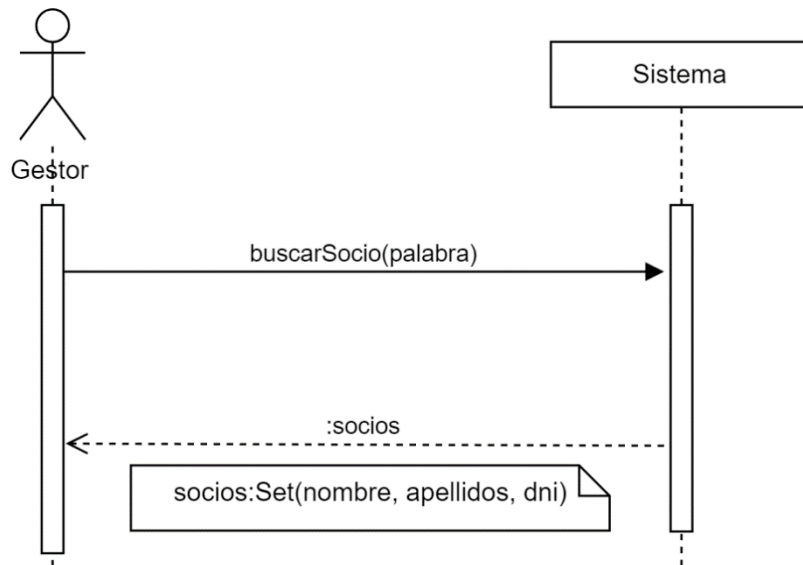 Sistema
Gestor
buscarSocio(palabra)
:socios
socios:Set(nombre, apellidos, dni)